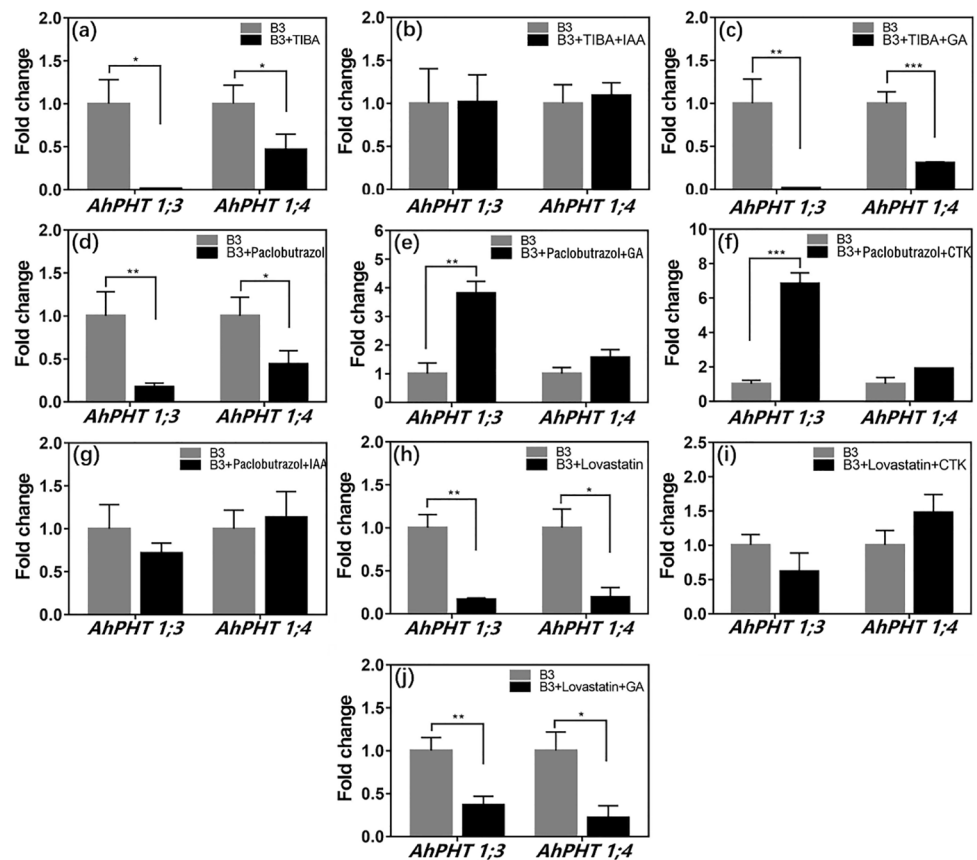 (a)
B3
B3+TIBA
Fold change
2.0
1.5
1.0
0.5
0.0
*
*
AhPHT 1;3
AhPHT 1;4
(b)
B3
B3+TIBA+IAA
Fold change
2.0
1.5
1.0
0.5
0.0
AhPHT 1;3
AhPHT 1;4
(c)
B3
B3+TIBA+GA
Fold change
2.0
1.5
1.0
0.5
0.0
**
***
AhPHT 1;3
AhPHT 1;4
(d)
B3
B3+Paclobutrazol
Fold change
2.0
1.5
1.0
0.5
0.0
**
*
AhPHT 1;3
AhPHT 1;4
(e)
B3
B3+Paclobutrazol+GA
Fold change
6
5
4
3
2
1
0
**
AhPHT 1;3
AhPHT 1;4
(f)
B3
B3+Paclobutrazol+CTK
Fold change
10
8
6
4
2
0
***
AhPHT 1;3
AhPHT 1;4
(g)
B3
B3+Paclobutrazol+IAA
Fold change
2.0
1.5
1.0
0.5
0.0
AhPHT 1;3
AhPHT 1;4
(h)
B3
B3+Lovastatin
Fold change
2.0
1.5
1.0
0.5
0.0
**
*
AhPHT 1;3
AhPHT 1;4
(i)
B3
B3+Lovastatin+CTK
Fold change
2.5
2.0
1.5
1.0
0.5
0.0
AhPHT 1;3
AhPHT 1;4
(j)
B3
B3+Lovastatin+GA
Fold change
2.0
1.5
1.0
0.5
0.0
**
*
AhPHT 1;3
AhPHT 1;4